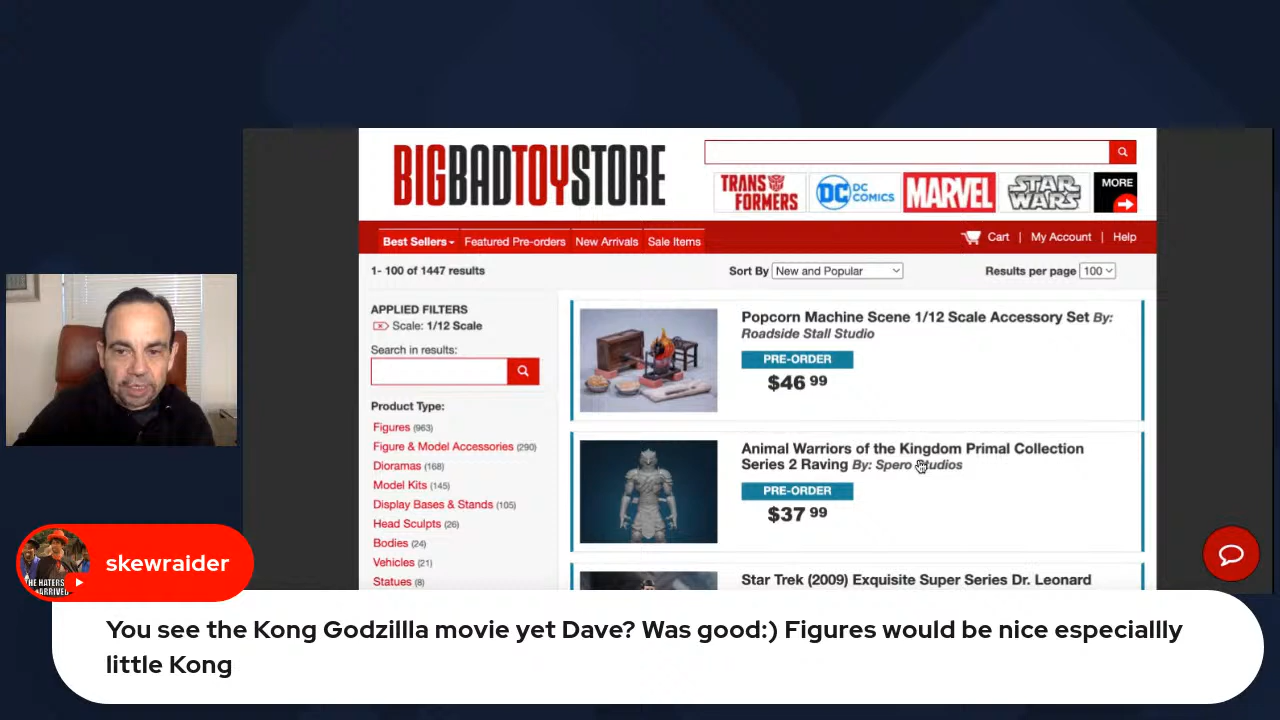 BIGBADTOYSTORE
TRANS
FORMERS
DC
DC
COMICS
MARVEL
STAR
WARS
MORE
Best Sellers
Featured Pre-orders
New Arrivals
Sale Items
Cart | My Account | Help
1- 100 of 1447 results
Sort By New and Popular
Results per page 100
APPLIED FILTERS
Scale: 1/12 Scale
Search in results:
Product Type:
Figures (963)
Figure & Model Accessories (290)
Dioramas (168)
Model Kits (145)
Display Bases & Stands (105)
Head Sculpts (26)
Bodies (24)
Vehicles (21)
Statues (8)
Popcorn Machine Scene 1/12 Scale Accessory Set By:
Roadside Stall Studio
PRE-ORDER
$46 99
Animal Warriors of the Kingdom Primal Collection
Series 2 Raving By: Spero Studios
PRE-ORDER
$37 99
Star Trek (2009) Exquisite Super Series Dr. Leonard
HE HATERS
ARRIVED
skewraider
You see the Kong Godzillla movie yet Dave? Was good:) Figures would be nice especiallly
little Kong